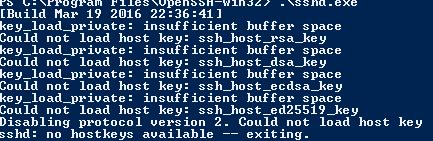 PS C:\Program Files\OpenSSH-Win32> .\sshd.exe
[Build Mar 19 2016 22:36:41]
key_load_private: insufficient buffer space
Could not load host key: ssh_host_rsa_key
key_load_private: insufficient buffer space
Could not load host key: ssh_host_dsa_key
key_load_private: insufficient buffer space
Could not load host key: ssh_host_ecdsa_key
key_load_private: insufficient buffer space
Could not load host key: ssh_host_ed25519_key
Disabling protocol version 2. Could not load host key
sshd: no hostkeys available -- exiting.